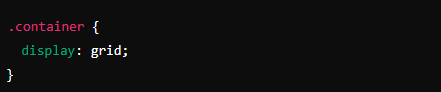 .container {
  display: grid;
}